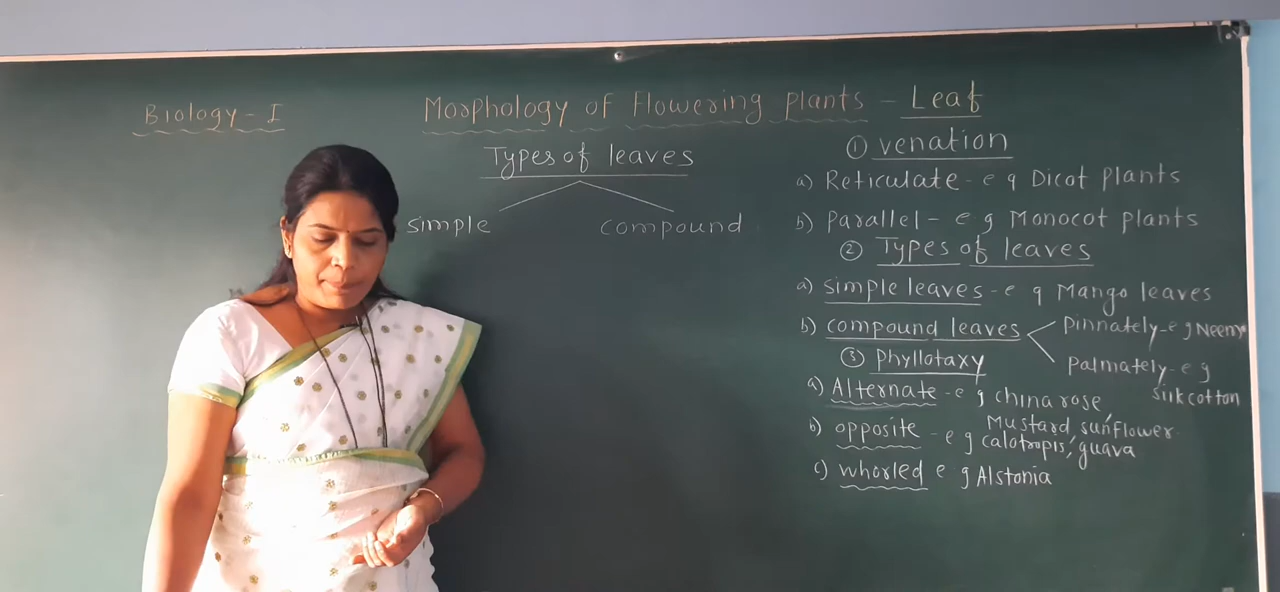 Biology - I
Morphology of Flowering plants - Leaf
Types of leaves
simple compound
① venation
a) Reticulate - e g Dicot plants
b) Parallel - e g Monocot plants
② Types of leaves
a) simple leaves - e g Mango leaves
b) compound leaves
Pinnately - e g Neem
Palmately - e g
silk cotton
③ Phyllotaxy
a) Alternate - e g china rose,
Mustard, sunflower
b) opposite - e g calotropis, guava
c) whorled e g Alstonia